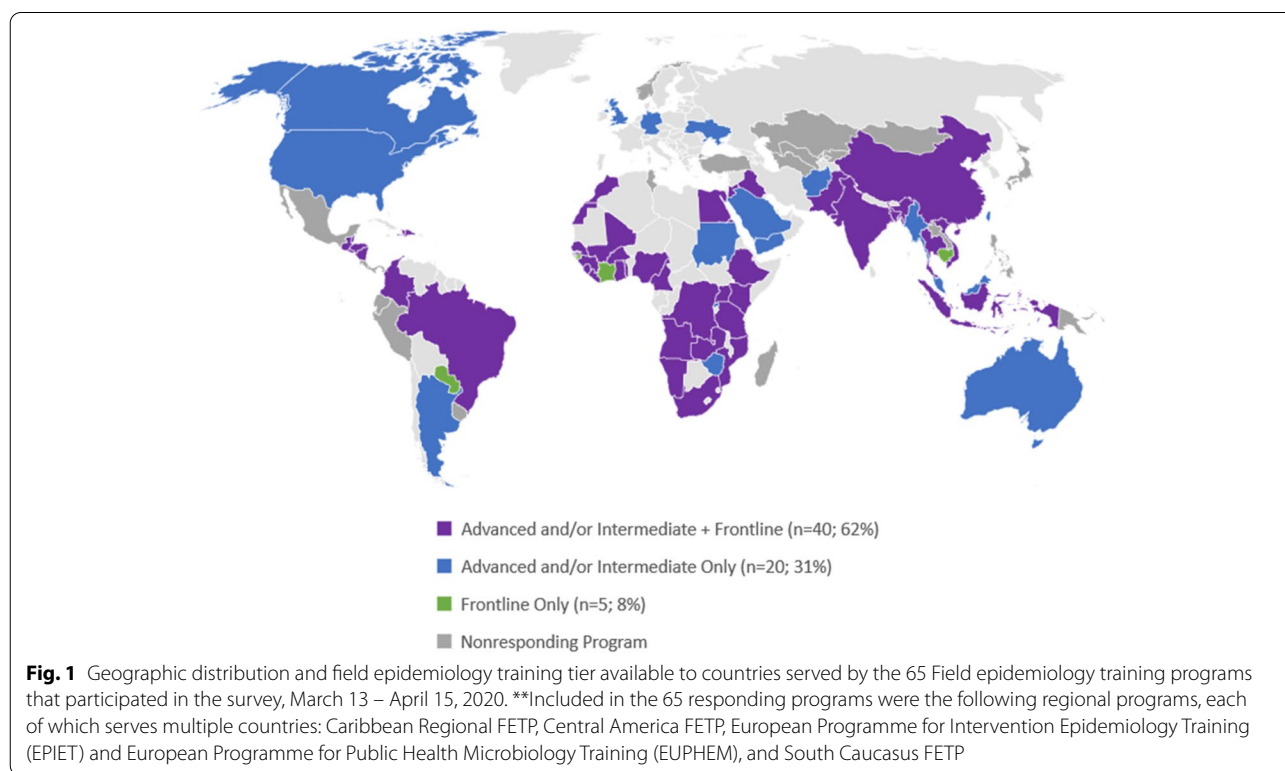 Advanced and/or Intermediate + Frontline (n=40; 62%)
Advanced and/or Intermediate Only (n=20; 31%)
Frontline Only (n=5; 8%)
Nonresponding Program
Fig. 1 Geographic distribution and field epidemiology training tier available to countries served by the 65 Field epidemiology training programs
that participated in the survey, March 13 – April 15, 2020. **Included in the 65 responding programs were the following regional programs, each
of which serves multiple countries: Caribbean Regional FETP, Central America FETP, European Programme for Intervention Epidemiology Training
(EPIET) and European Programme for Public Health Microbiology Training (EUPHEM), and South Caucasus FETP